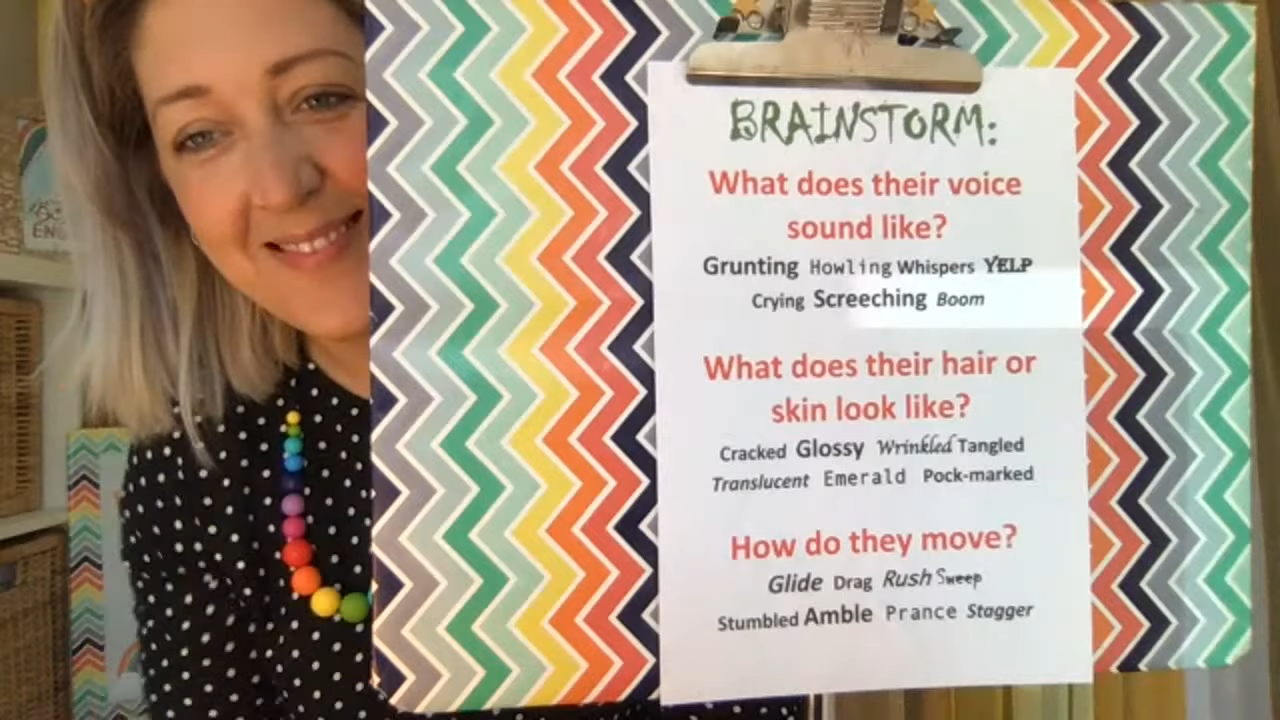 BRAINSTORM:
What does their voice
sound like?
Grunting Howling Whispers YELP
Crying Screeching Boom
What does their hair or
skin look like?
Cracked Glossy Wrinkled Tangled
Translucent Emerald Pock-marked
How do they move?
Glide Drag Rush Sweep
Stumbled Amble Prance Stagger